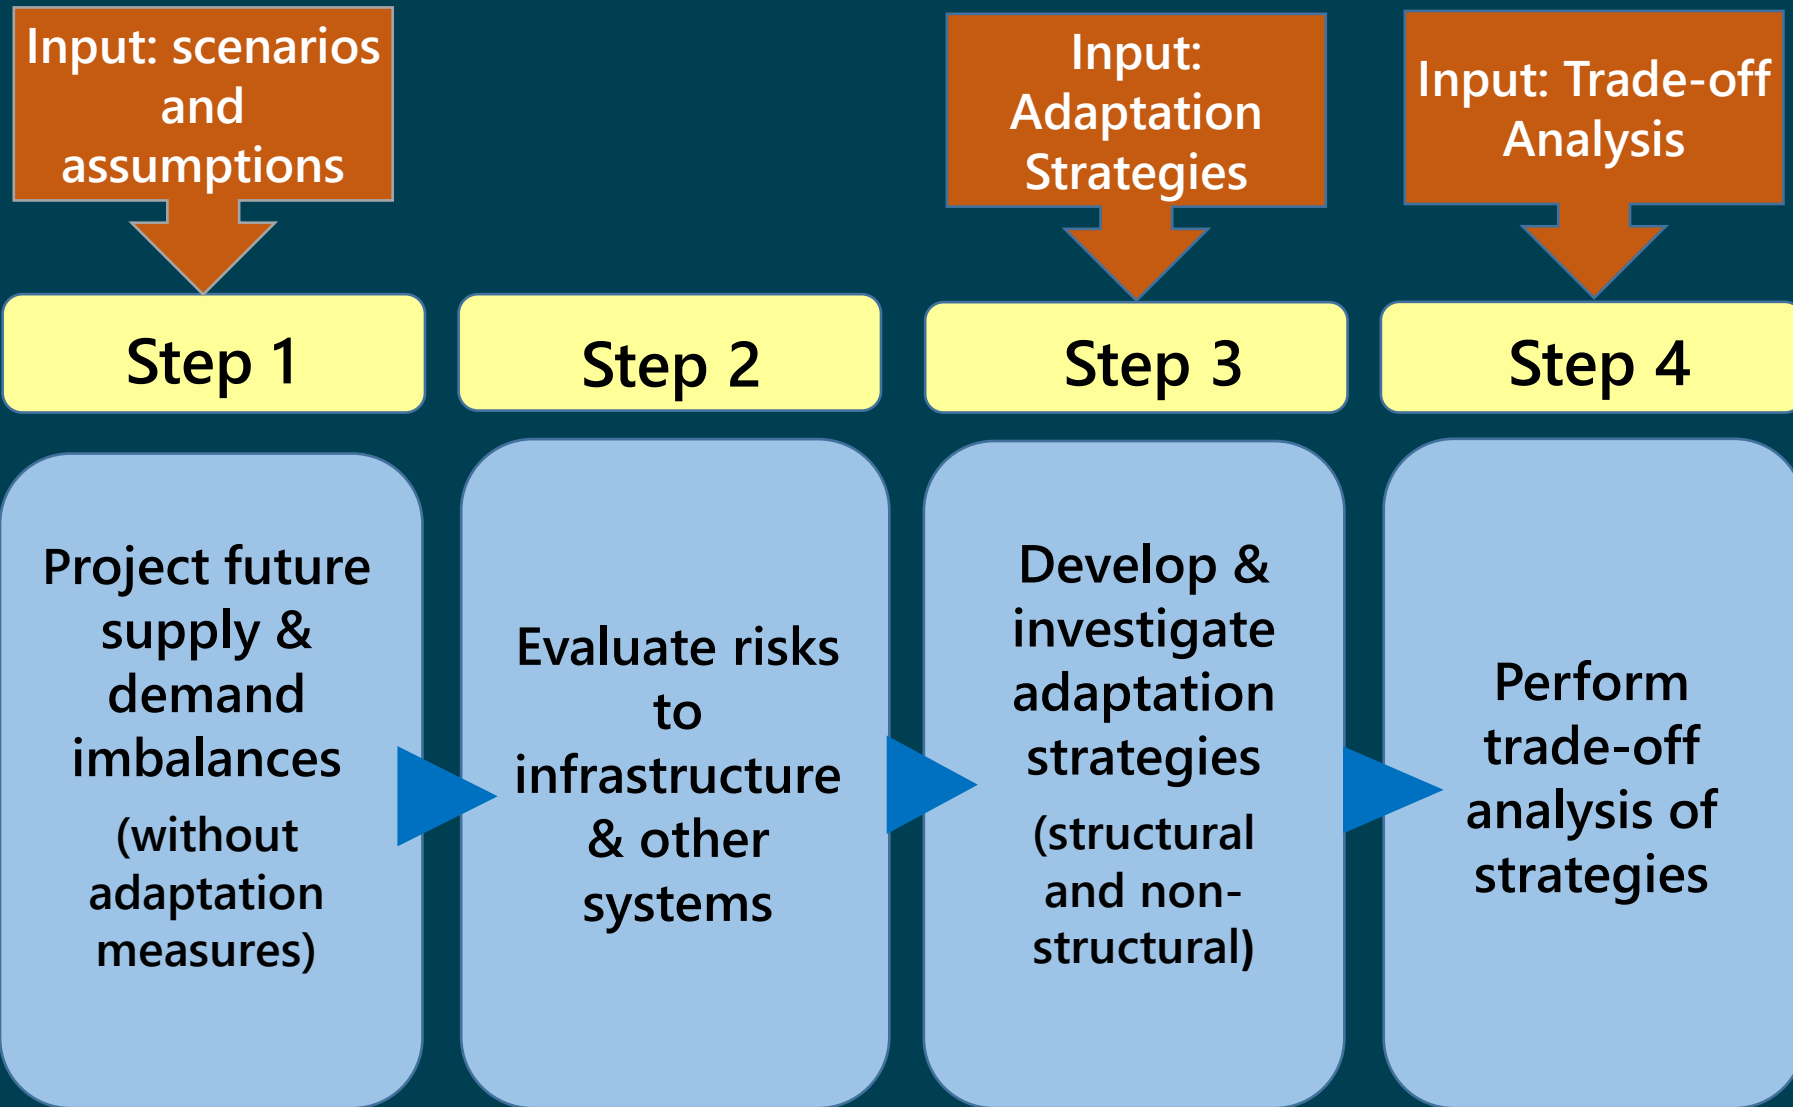 Input: scenarios
and
assumptions
Input:
Adaptation
Strategies
Input: Trade-off
Analysis
Step 1
Step 2
Step 3
Step 4
Project future
supply &
demand
imbalances
(without
adaptation
measures)
Evaluate risks
to
infrastructure
& other
systems
Develop &
investigate
adaptation
strategies
(structural
and non-
structural)
Perform
trade-off
analysis of
strategies